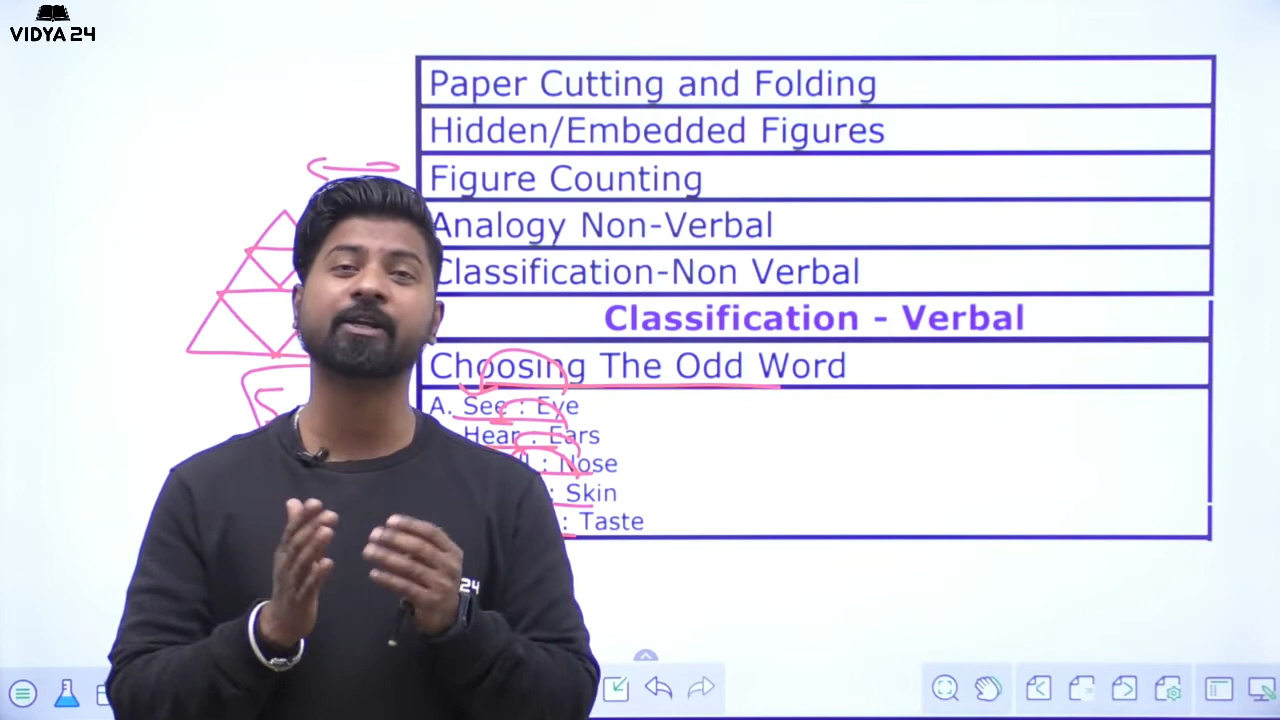 VIDYA 24
Paper Cutting and Folding
Hidden/Embedded Figures
Figure Counting
Analogy Non-Verbal
Classification-Non Verbal
Classification - Verbal
Choosing The Odd Word
A. See : Eye
Hear : Ears
: Nose
: Skin
: Taste
24